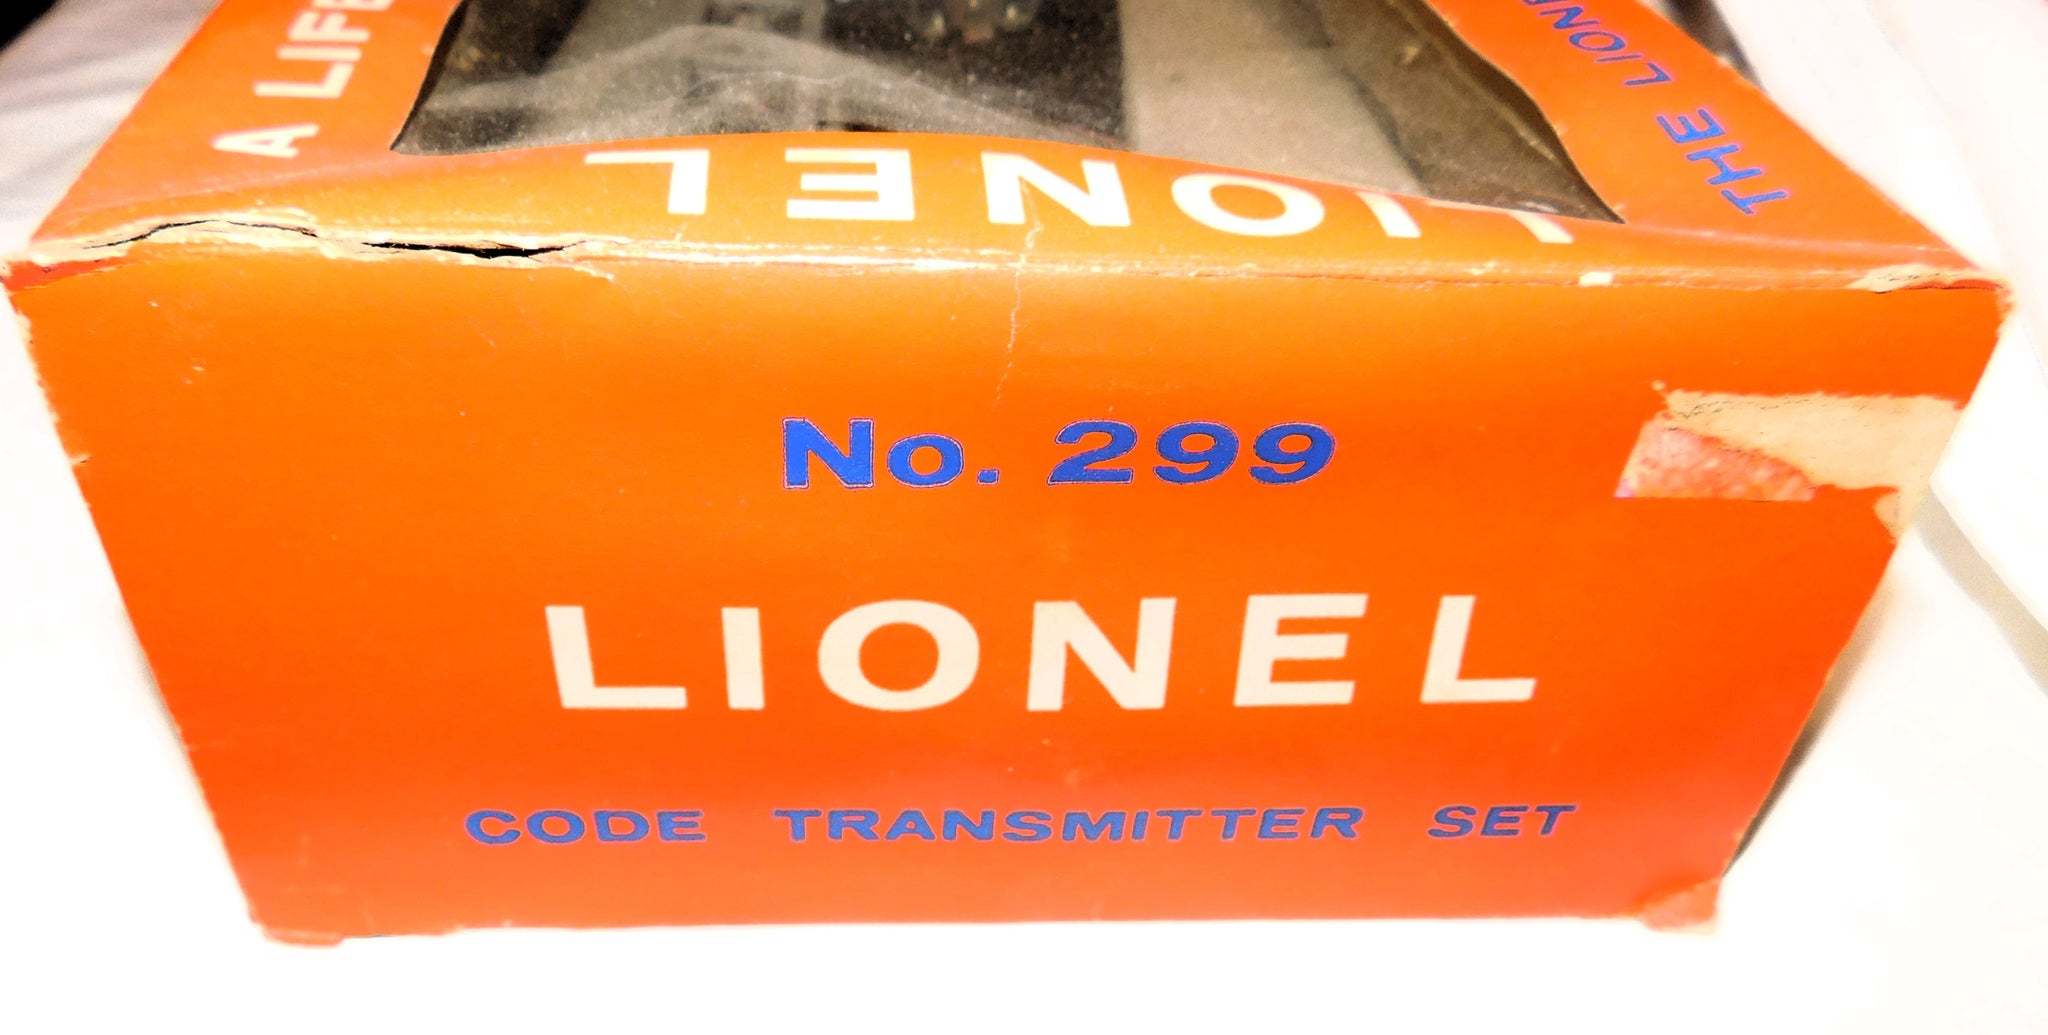 A LIFE
LIONEL
THE LIONE
No. 299
LIONEL
CODE TRANSMITTER SET